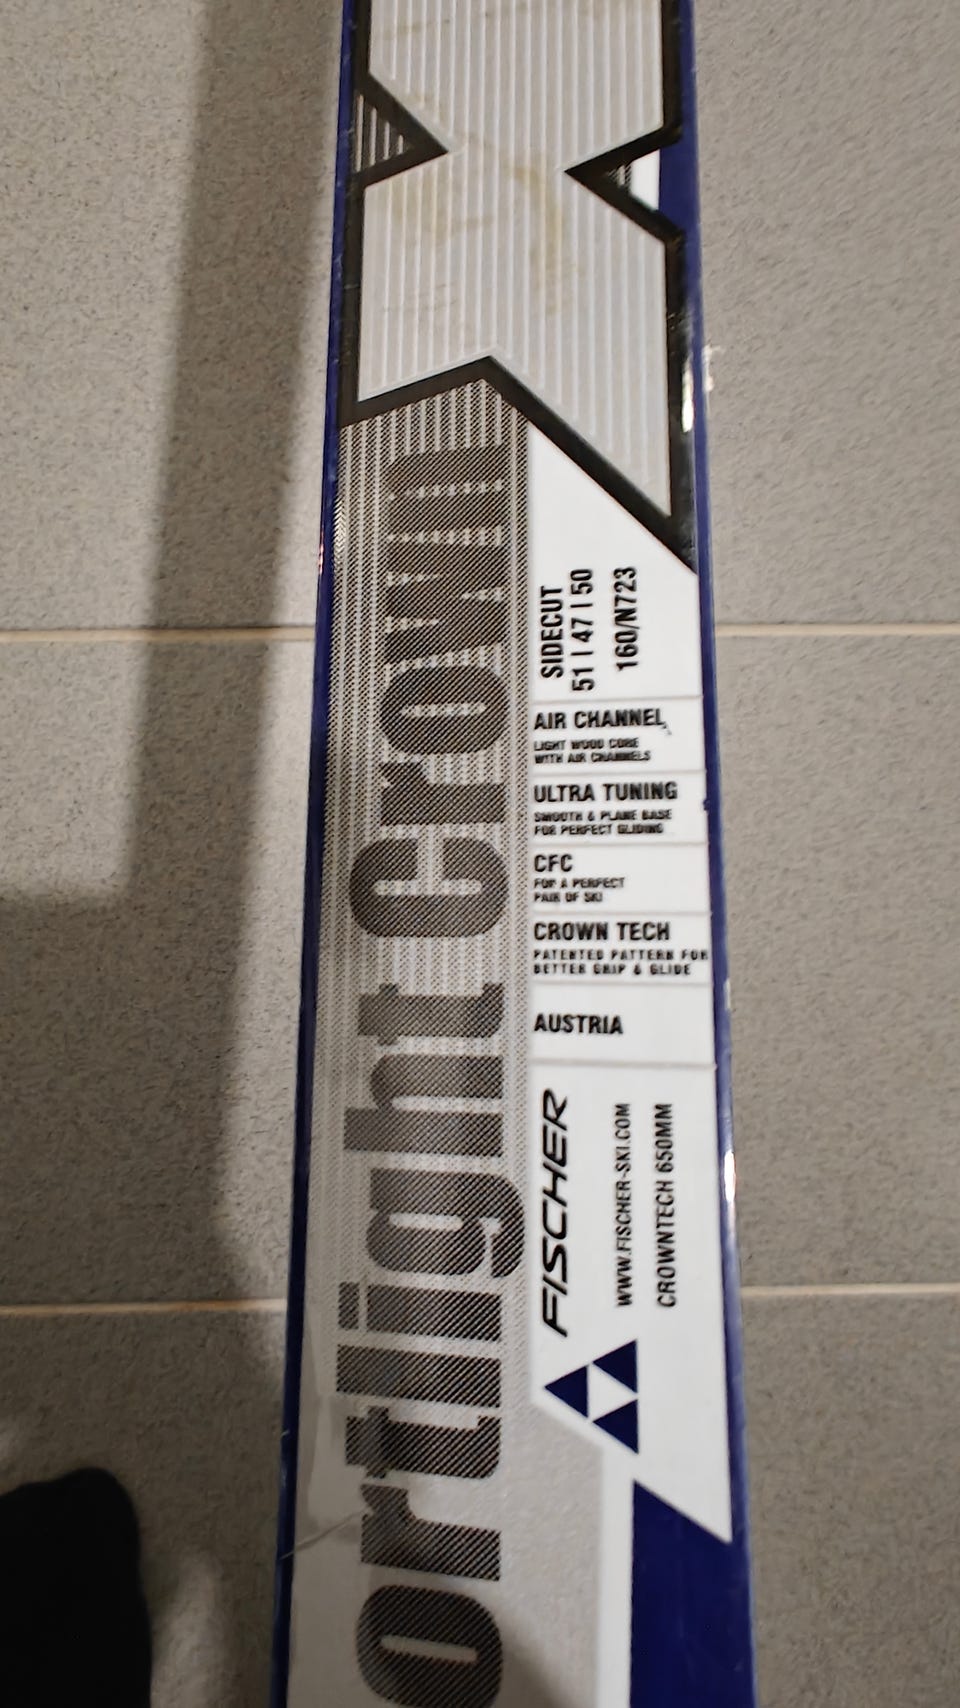 ortlight crown
SIDECUT
51 I 47 I 50
160/N723
AIR CHANNEL
LIGHT WOOD CORE
WITH AIR CHANNELS
ULTRA TUNING
SMOOTH & PLANE BASE
FOR PERFECT GLIDING
CFC
FOR A PERFECT
PAIR OF SKI
CROWN TECH
PATENTED PATTERN FOR
BETTER GRIP & GLIDE
AUSTRIA
FISCHER
WWW.FISCHER-SKI.COM
CROWNTECH 650MM